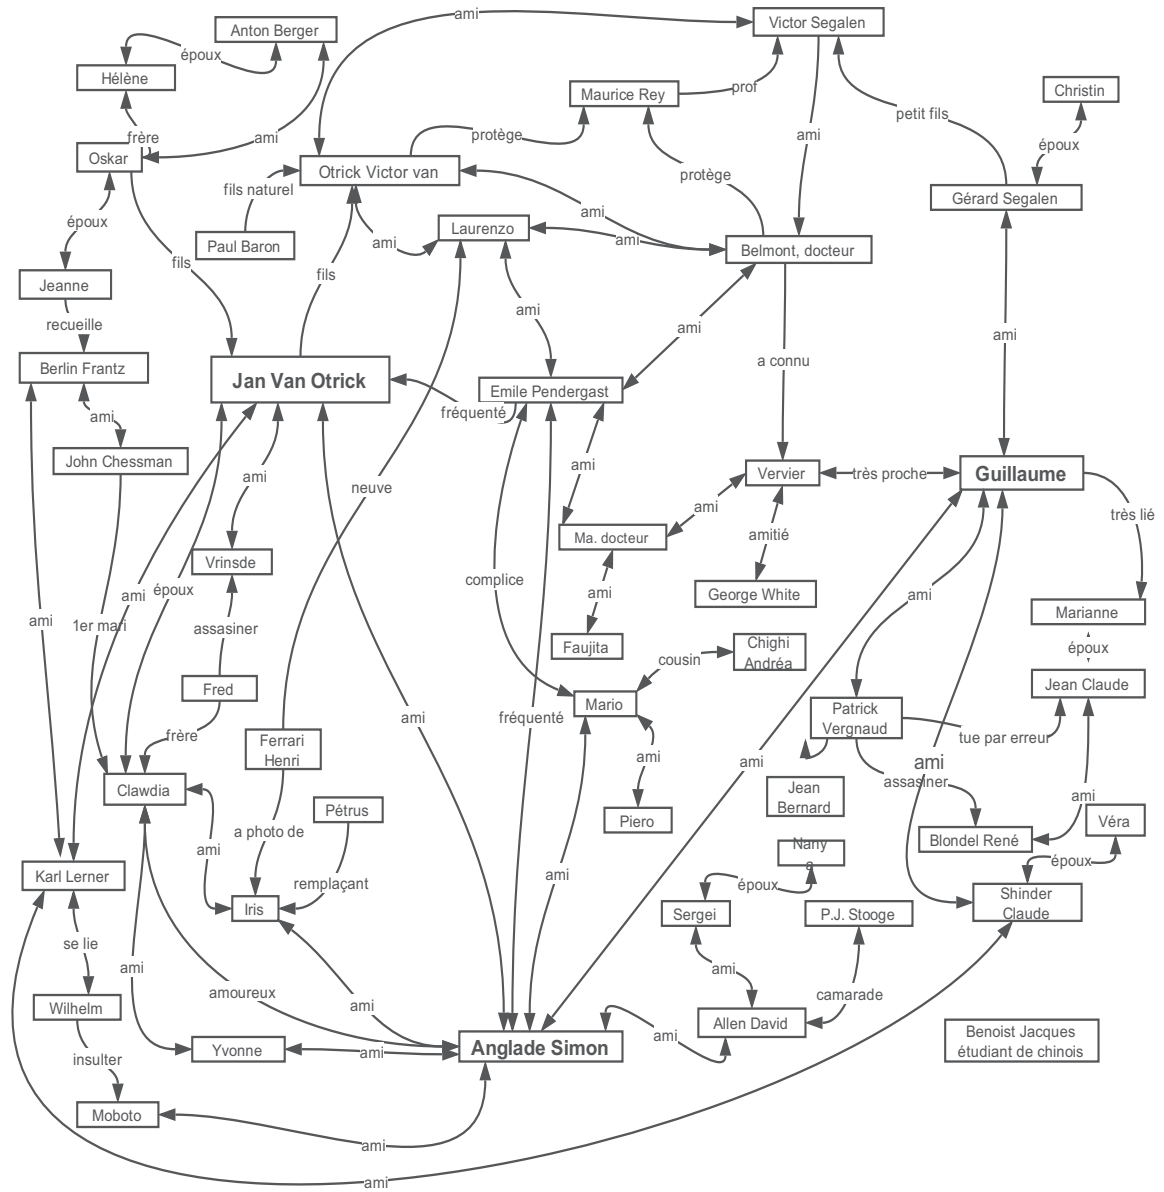 ami
Victor Segalen
Anton Berger
époux
Hélène
Maurice Rey
prof
Christin
petit fils
frère
ami
protège
ami
époux
Oskar
Otrick Victor van
protège
fils naturel
Gérard Segalen
époux
ami
Laurenzo
Paul Baron
ami
ami
Belmont, docteur
fils
fils
Jeanne
ami
recueille
ami
ami
a connu
Berlin Frantz
Jan Van Otrick
Emile Pendergast
fréquenté
ami
John Chessman
ami
ami
Vervier
très proche
Guillaume
neuve
ami
très lié
Ma. docteur
amitié
Vrinsde
complice
ami
époux
ami
George White
ami
Marianne
ami
1er mari
assasiner
Faujita
Chighi
Andréa
époux
cousin
Fred
Jean Claude
Mario
Patrick
Vergnaud
ami
fréquenté
frère
Ferrari
Henri
tue par erreur
ami
ami
ami
assasiner
Clawdia
Jean
Bernard
ami
Pétrus
Piero
Véra
a photo de
Blondel René
ami
Nany
a
époux
Karl Lerner
ami
remplaçant
époux
Iris
Sergei
P.J. Stooge
Shinder
Claude
se lie
ami
ami
amoureux
camarade
Wilhelm
ami
Allen David
ami
Benoist Jacques
étudiant de chinois
Yvonne
ami
Anglade Simon
insulter
Moboto
ami
ami